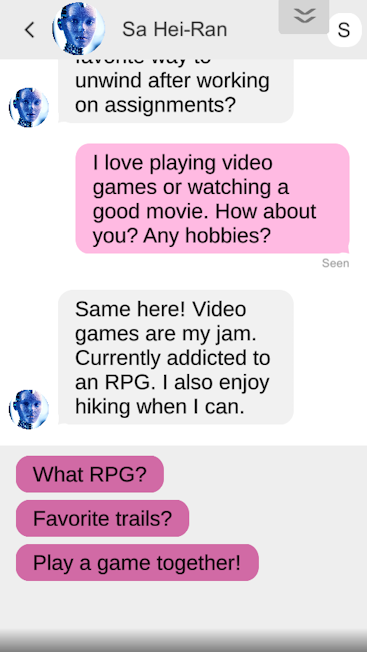 Sa Hei-Ran
S
favorite way to
unwind after working
on assignments?
I love playing video
games or watching a
good movie. How about
you? Any hobbies?
Seen
Same here! Video
games are my jam.
Currently addicted to
an RPG. I also enjoy
hiking when I can.
What RPG?
Favorite trails?
Play a game together!